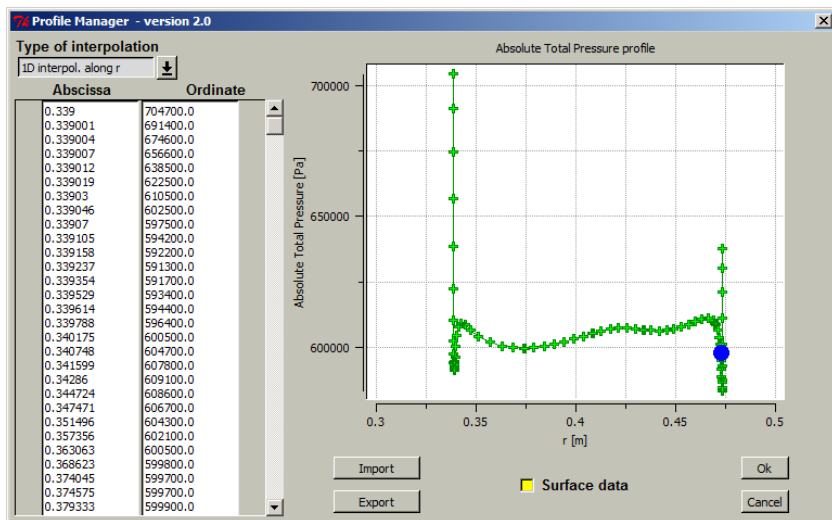 Profile Manager - version 2.0
Type of interpolation
1D interpol. along r
Abscissa Ordinate
0.339 704700.0
0.339001 691400.0
0.339004 674600.0
0.339007 656600.0
0.339012 638500.0
0.339019 622500.0
0.33903 610500.0
0.339046 602500.0
0.33907 597500.0
0.339105 594200.0
0.339158 592200.0
0.339237 591300.0
0.339354 591700.0
0.339529 593400.0
0.339614 594400.0
0.339788 596400.0
0.340175 600500.0
0.340748 604700.0
0.341599 607800.0
0.34286 609100.0
0.344724 608600.0
0.347471 606700.0
0.351496 604300.0
0.357356 602100.0
0.363063 600500.0
0.368623 599800.0
0.374045 599700.0
0.374575 599700.0
0.379333 599900.0
Absolute Total Pressure profile
Absolute Total Pressure [Pa]
700000
650000
600000
0.3 0.35 0.4 0.45 0.5
r [m]
Import
Export
Surface data
Ok
Cancel